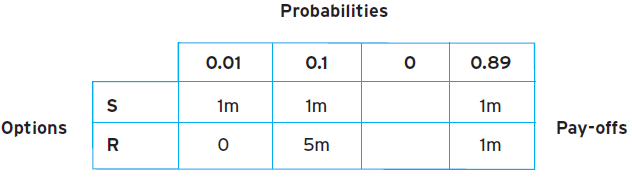 Probabilities
0.01 0.1 0 0.89
S 1m 1m 1m
Options Pay-offs
R 0 5m 1m